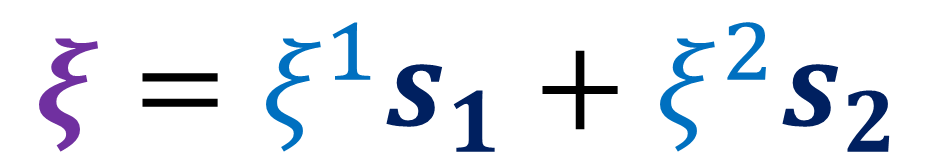 ξ = ξ¹s₁ + ξ²s₂